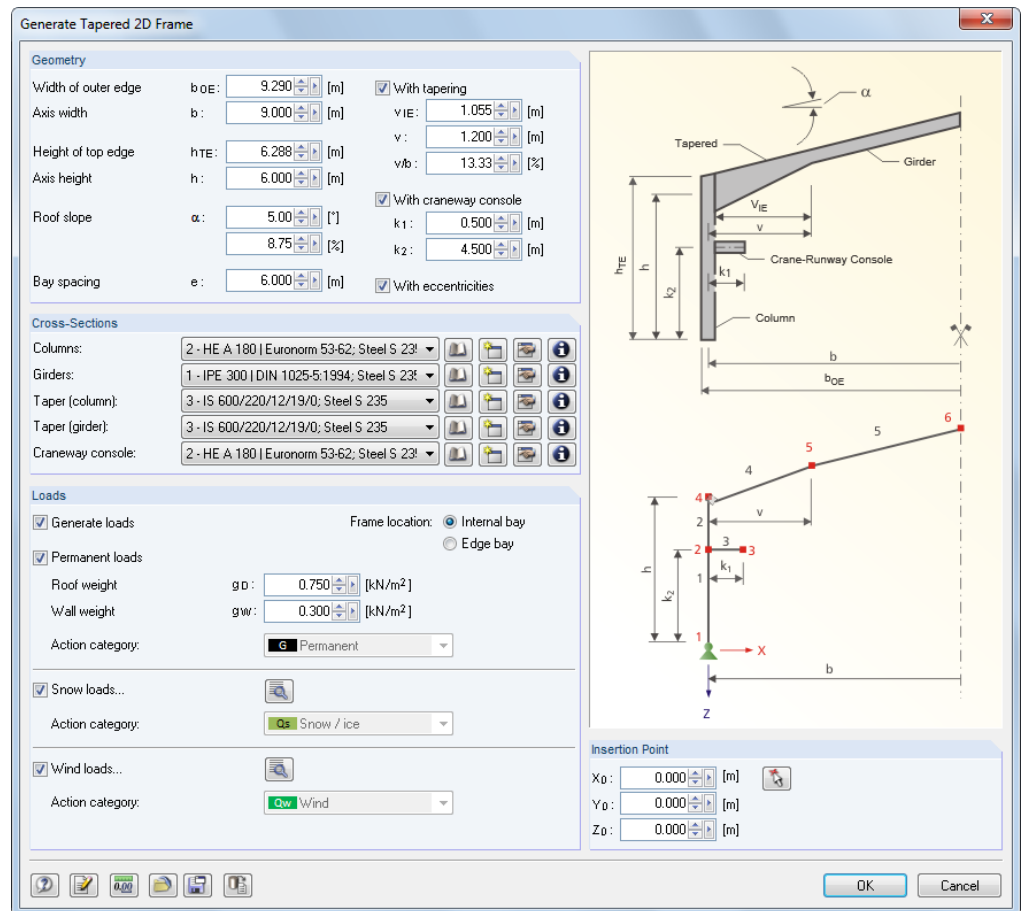 Generate Tapered 2D Frame
Geometry
Width of outer edge bOE: 9.290 [m]
Axis width b: 9.000 [m]
Height of top edge hTE: 6.288 [m]
Axis height h: 6.000 [m]
Roof slope α: 5.00 [°]
8.75 [%]
Bay spacing e: 6.000 [m]
With tapering
vIE: 1.055 [m]
v: 1.200 [m]
v/b: 13.33 [%]
With craneway console
k1: 0.500 [m]
k2: 4.500 [m]
With eccentricities
Cross-Sections
Columns: 2 - HE A 180 | Euronorm 53-62; Steel S 23
Girders: 1 - IPE 300 | DIN 1025-5:1994; Steel S 23
Taper (column): 3 - IS 600/220/12/19/0; Steel S 235
Taper (girder): 3 - IS 600/220/12/19/0; Steel S 235
Craneway console: 2 - HE A 180 | Euronorm 53-62; Steel S 23
Loads
Generate loads
Frame location: Internal bay
Edge bay
Permanent loads
Roof weight gD: 0.750 [kN/m²]
Wall weight gW: 0.300 [kN/m²]
Action category: G Permanent
Snow loads...
Action category: Qs Snow / ice
Wind loads...
Action category: Qw Wind
0.00
α
Tapered
Girder
VIE
v
Crane-Runway Console
k1
hTE
h
k2
Column
b
bOE
6
5
5
4
4
v
2
2
3
3
h
k1
k2
1
1
X
b
Z
Insertion Point
X0: 0.000 [m]
Y0: 0.000 [m]
Z0: 0.000 [m]
OK
Cancel